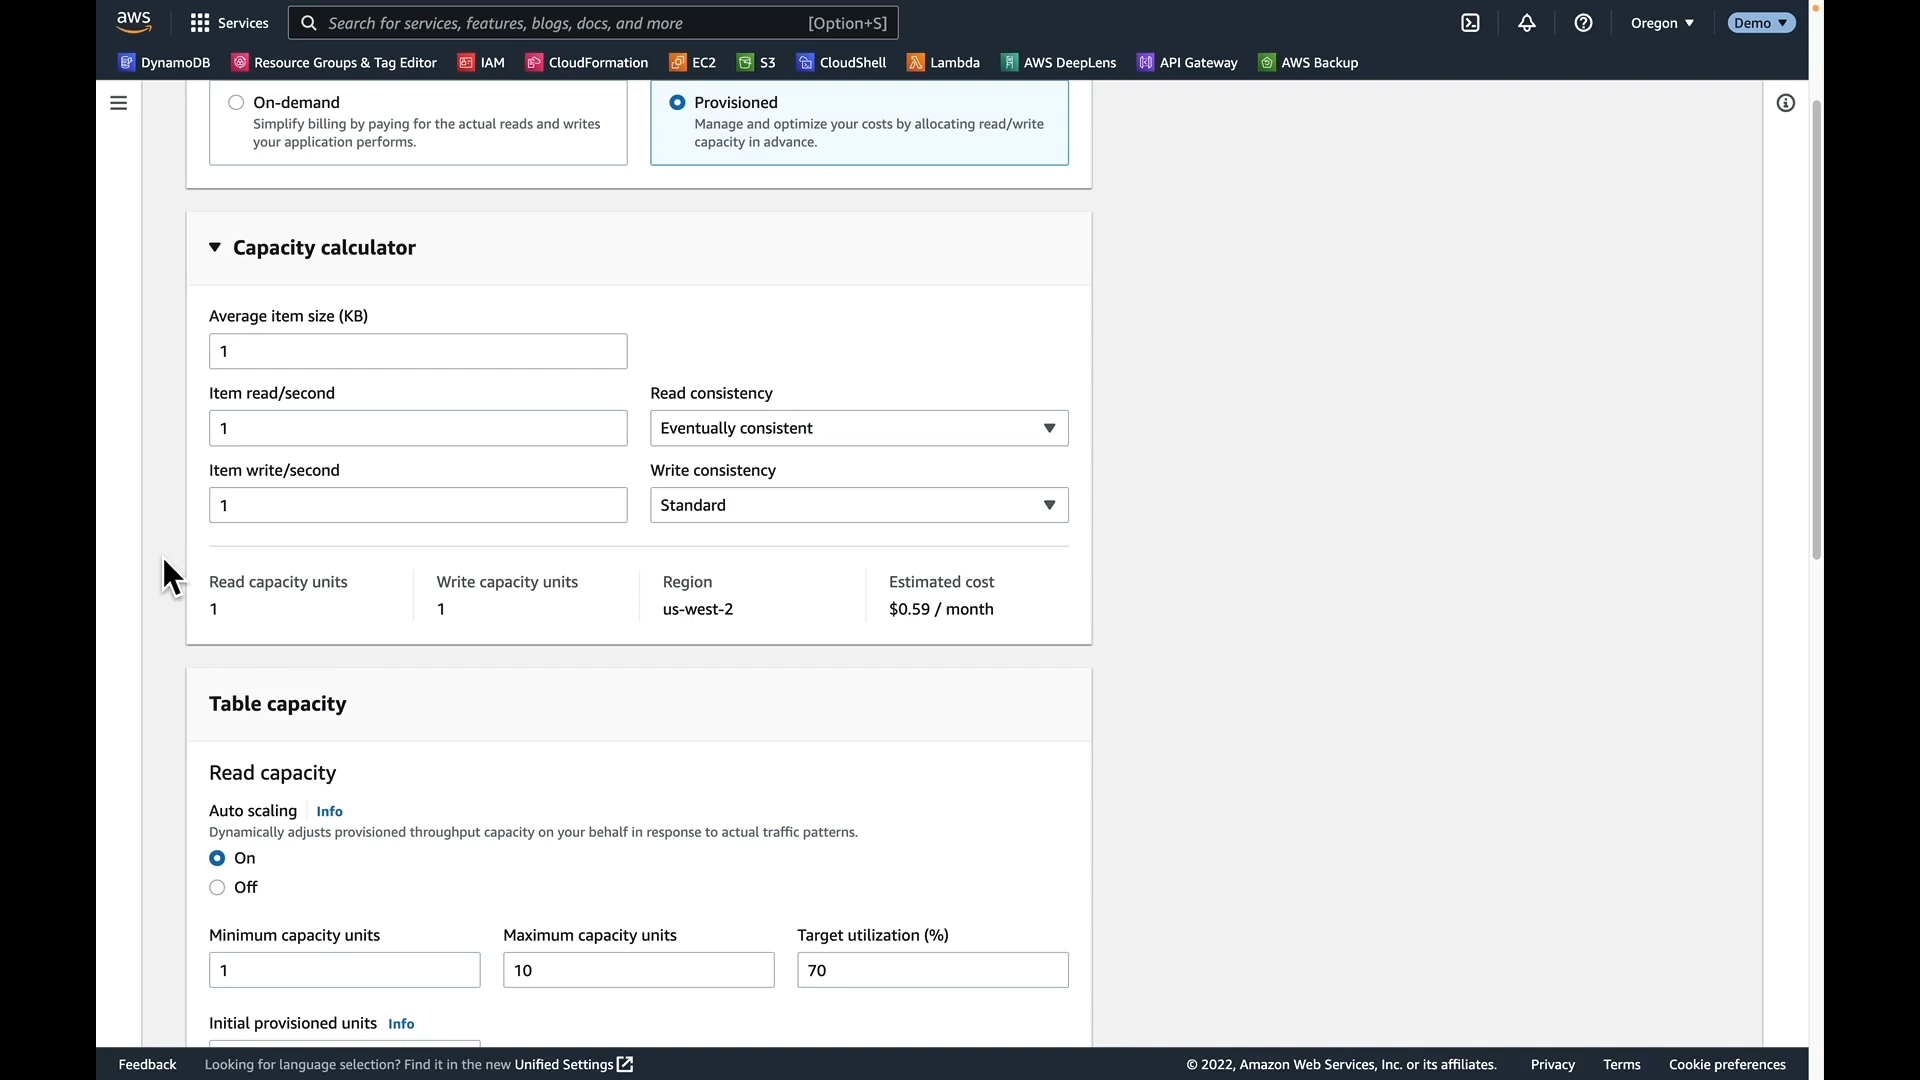 aws
Services
Search for services, features, blogs, docs, and more [Option+S]
Oregon
Demo
DynamoDB
Resource Groups & Tag Editor
IAM
CloudFormation
EC2
S3
CloudShell
Lambda
AWS DeepLens
API Gateway
AWS Backup
On-demand
Simplify billing by paying for the actual reads and writes
your application performs.
Provisioned
Manage and optimize your costs by allocating read/write
capacity in advance.
Capacity calculator
Average item size (KB)
1
Item read/second
1
Read consistency
Eventually consistent
Item write/second
1
Write consistency
Standard
Read capacity units
1
Write capacity units
1
Region
us-west-2
Estimated cost
$0.59 / month
Table capacity
Read capacity
Auto scaling Info
Dynamically adjusts provisioned throughput capacity on your behalf in response to actual traffic patterns.
On
Off
Minimum capacity units
1
Maximum capacity units
10
Target utilization (%)
70
Initial provisioned units Info
Feedback
Looking for language selection? Find it in the new Unified Settings
© 2022, Amazon Web Services, Inc. or its affiliates.
Privacy
Terms
Cookie preferences